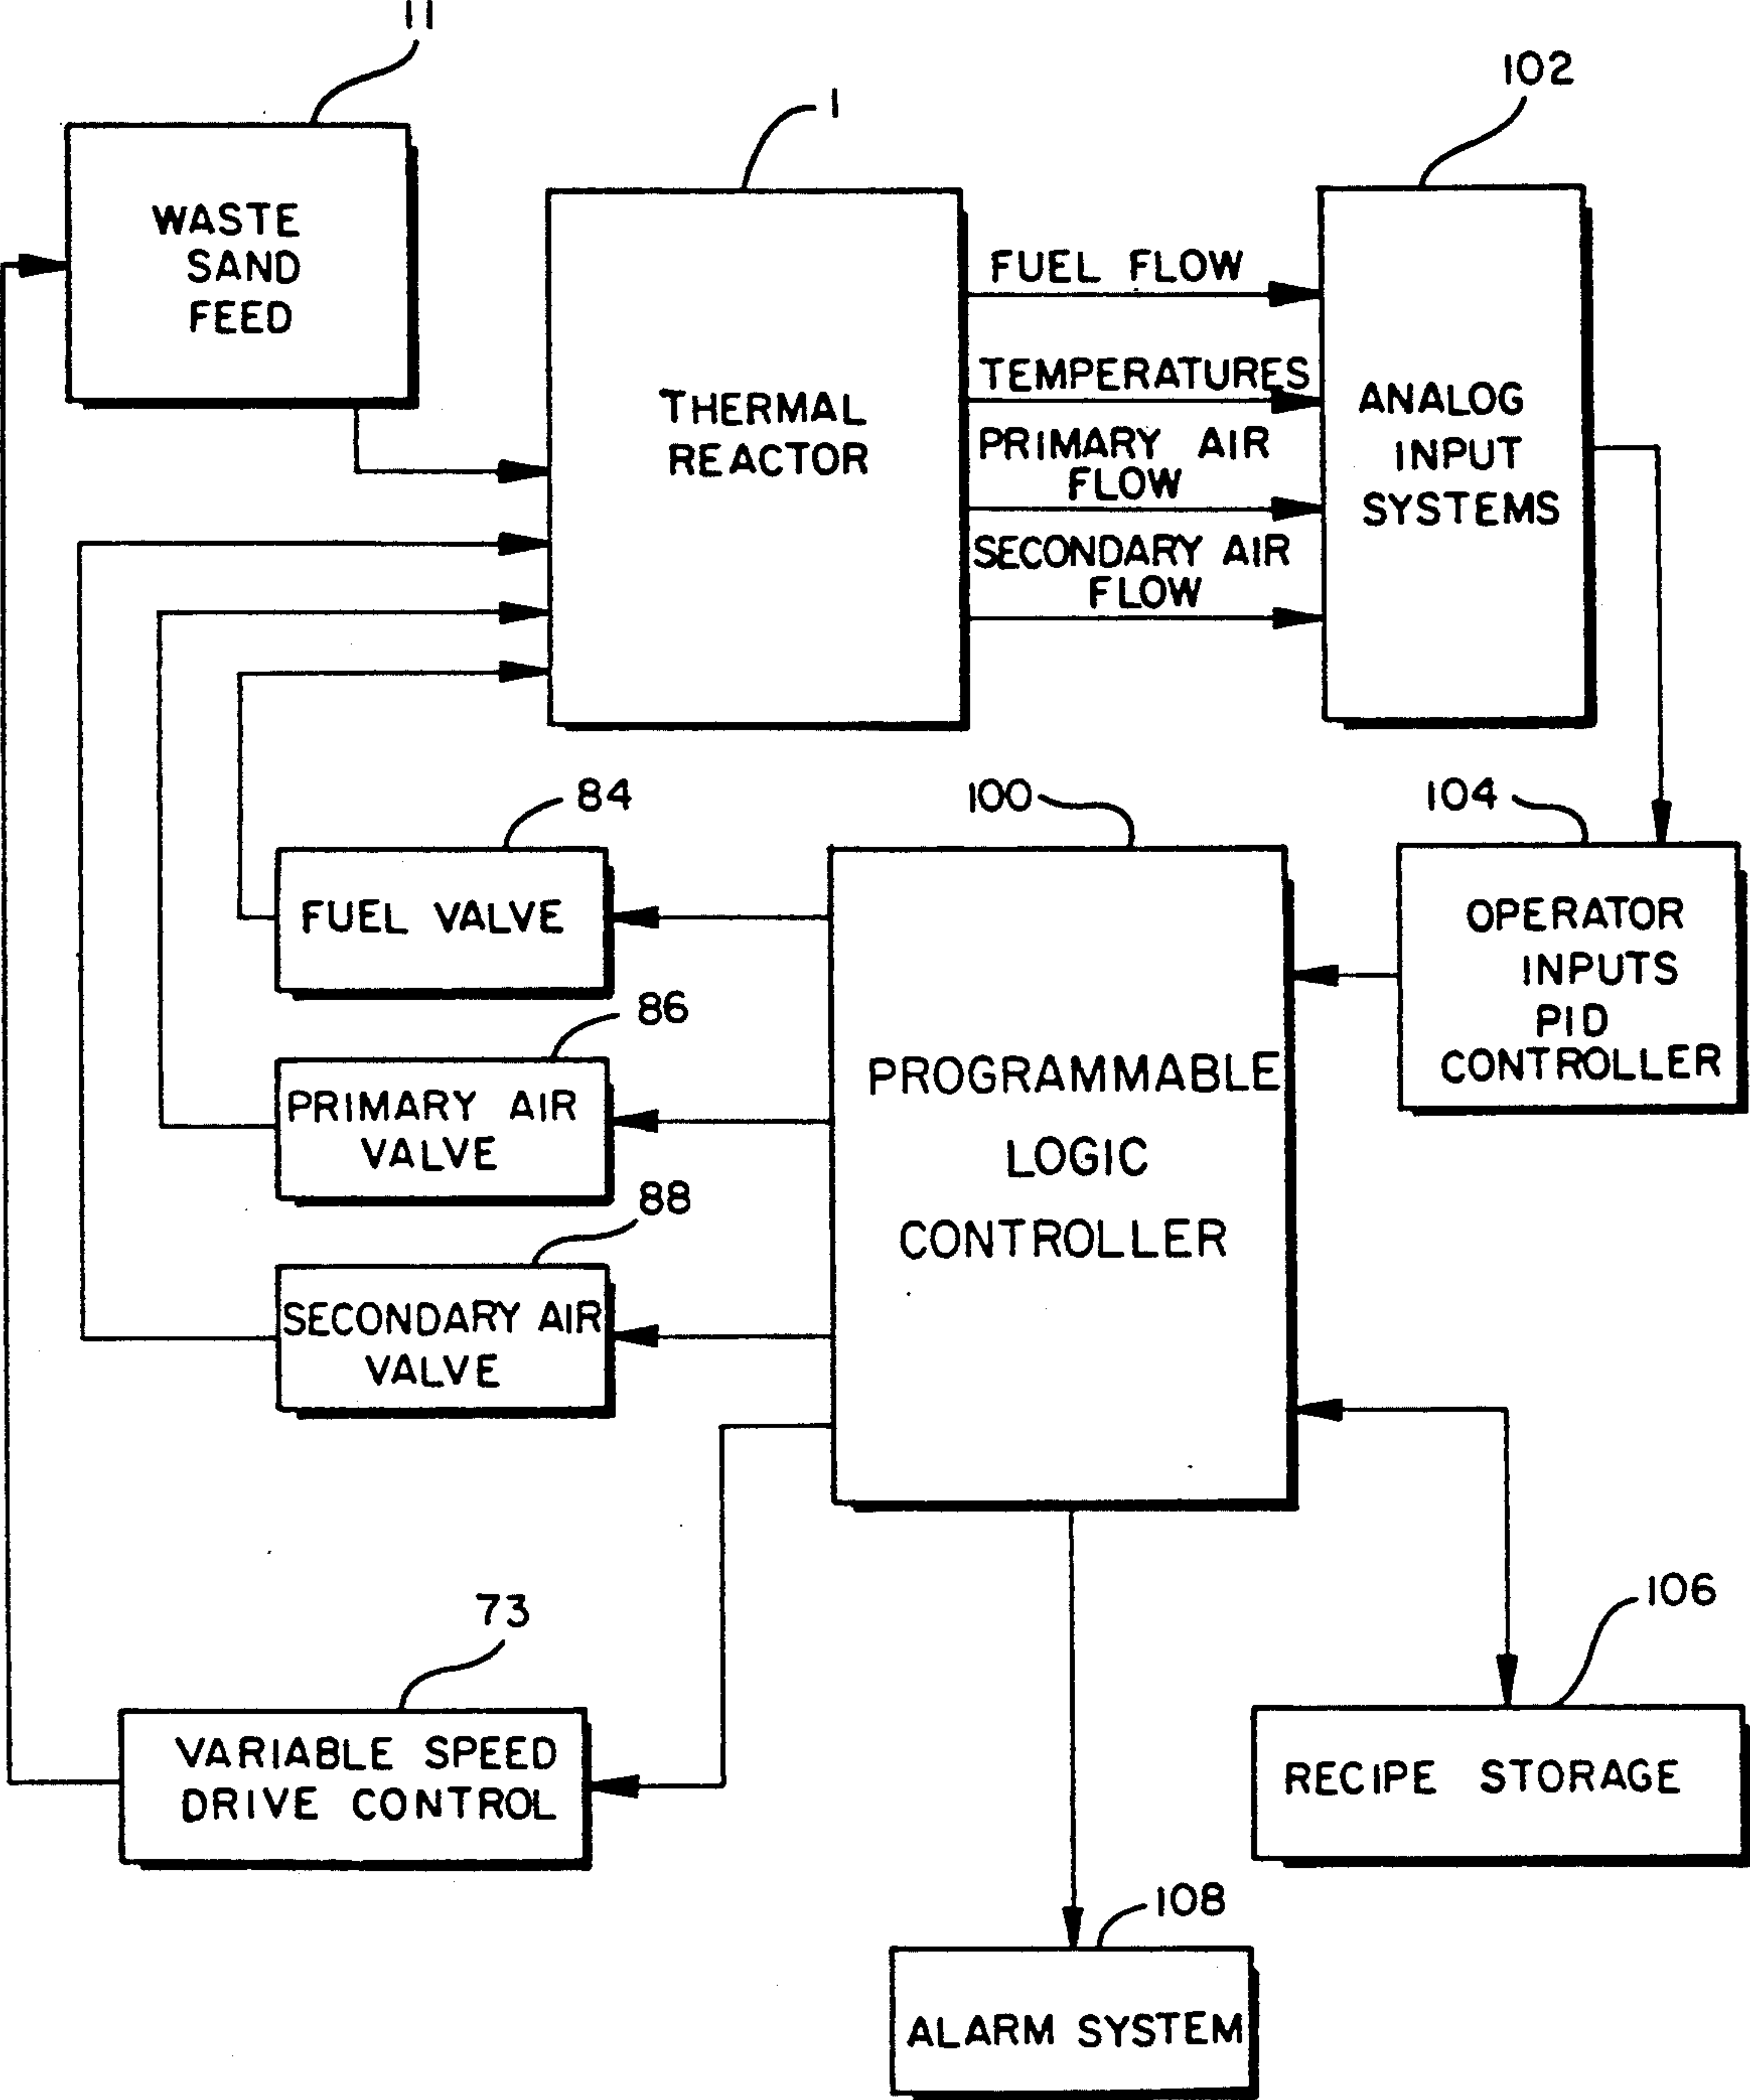 11
WASTE
SAND
FEED
1
THERMAL
REACTOR
102
FUEL FLOW
TEMPERATURES
PRIMARY AIR
FLOW
SECONDARY AIR
FLOW
ANALOG
INPUT
SYSTEMS
84
FUEL VALVE
86
PRIMARY AIR
VALVE
88
SECONDARY AIR
VALVE
100
PROGRAMMABLE
LOGIC
CONTROLLER
104
OPERATOR
INPUTS
PID
CONTROLLER
73
VARIABLE SPEED
DRIVE CONTROL
106
RECIPE STORAGE
108
ALARM SYSTEM